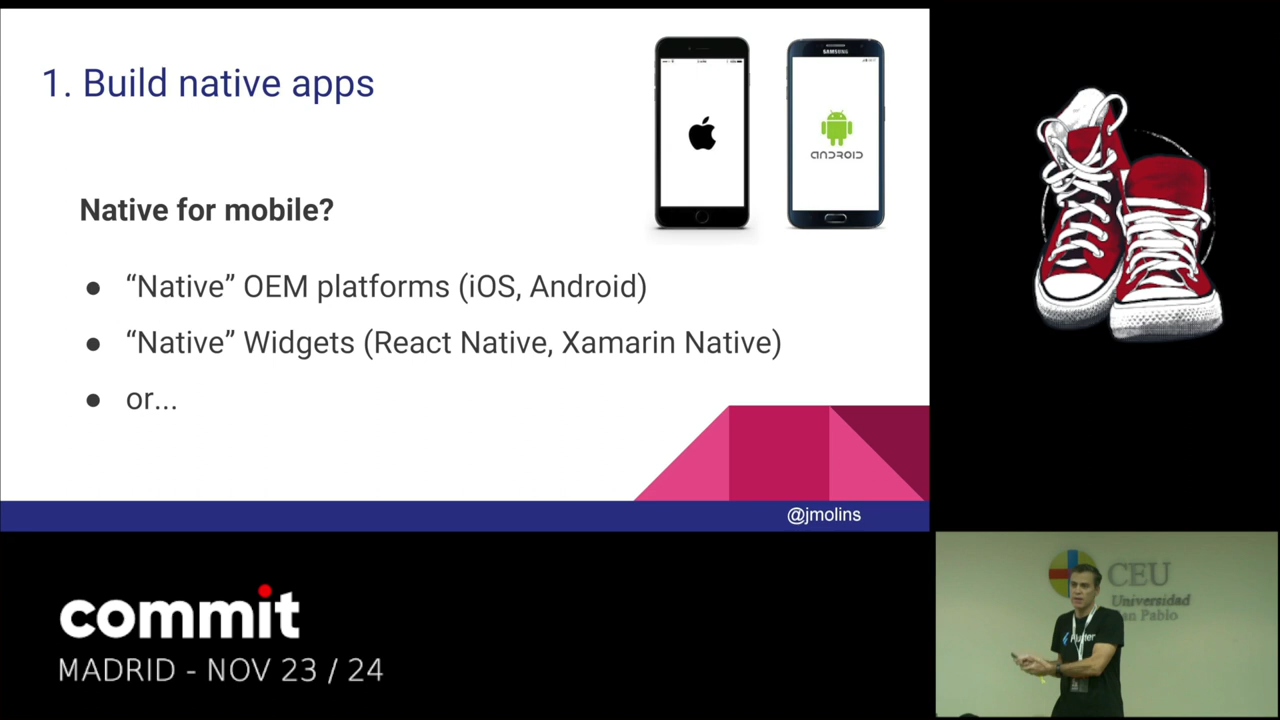 1. Build native apps
SAMSUNG
ANDROID
Native for mobile?
● “Native” OEM platforms (iOS, Android)
● “Native” Widgets (React Native, Xamarin Native)
● or...
@jmolins
commit
MADRID - NOV 23 / 24
CEU
Universidad
San Pablo
Flutter